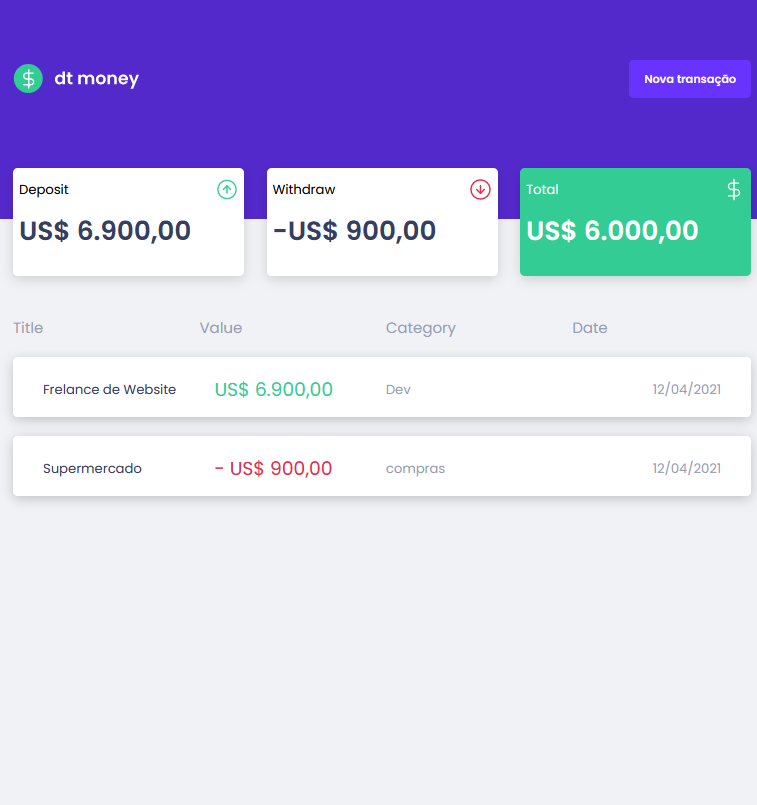 dt money
Nova transação
Deposit
US$ 6.900,00
Withdraw
-US$ 900,00
Total
US$ 6.000,00
Title Value Category Date
Frelance de Website US$ 6.900,00 Dev 12/04/2021
Supermercado - US$ 900,00 compras 12/04/2021